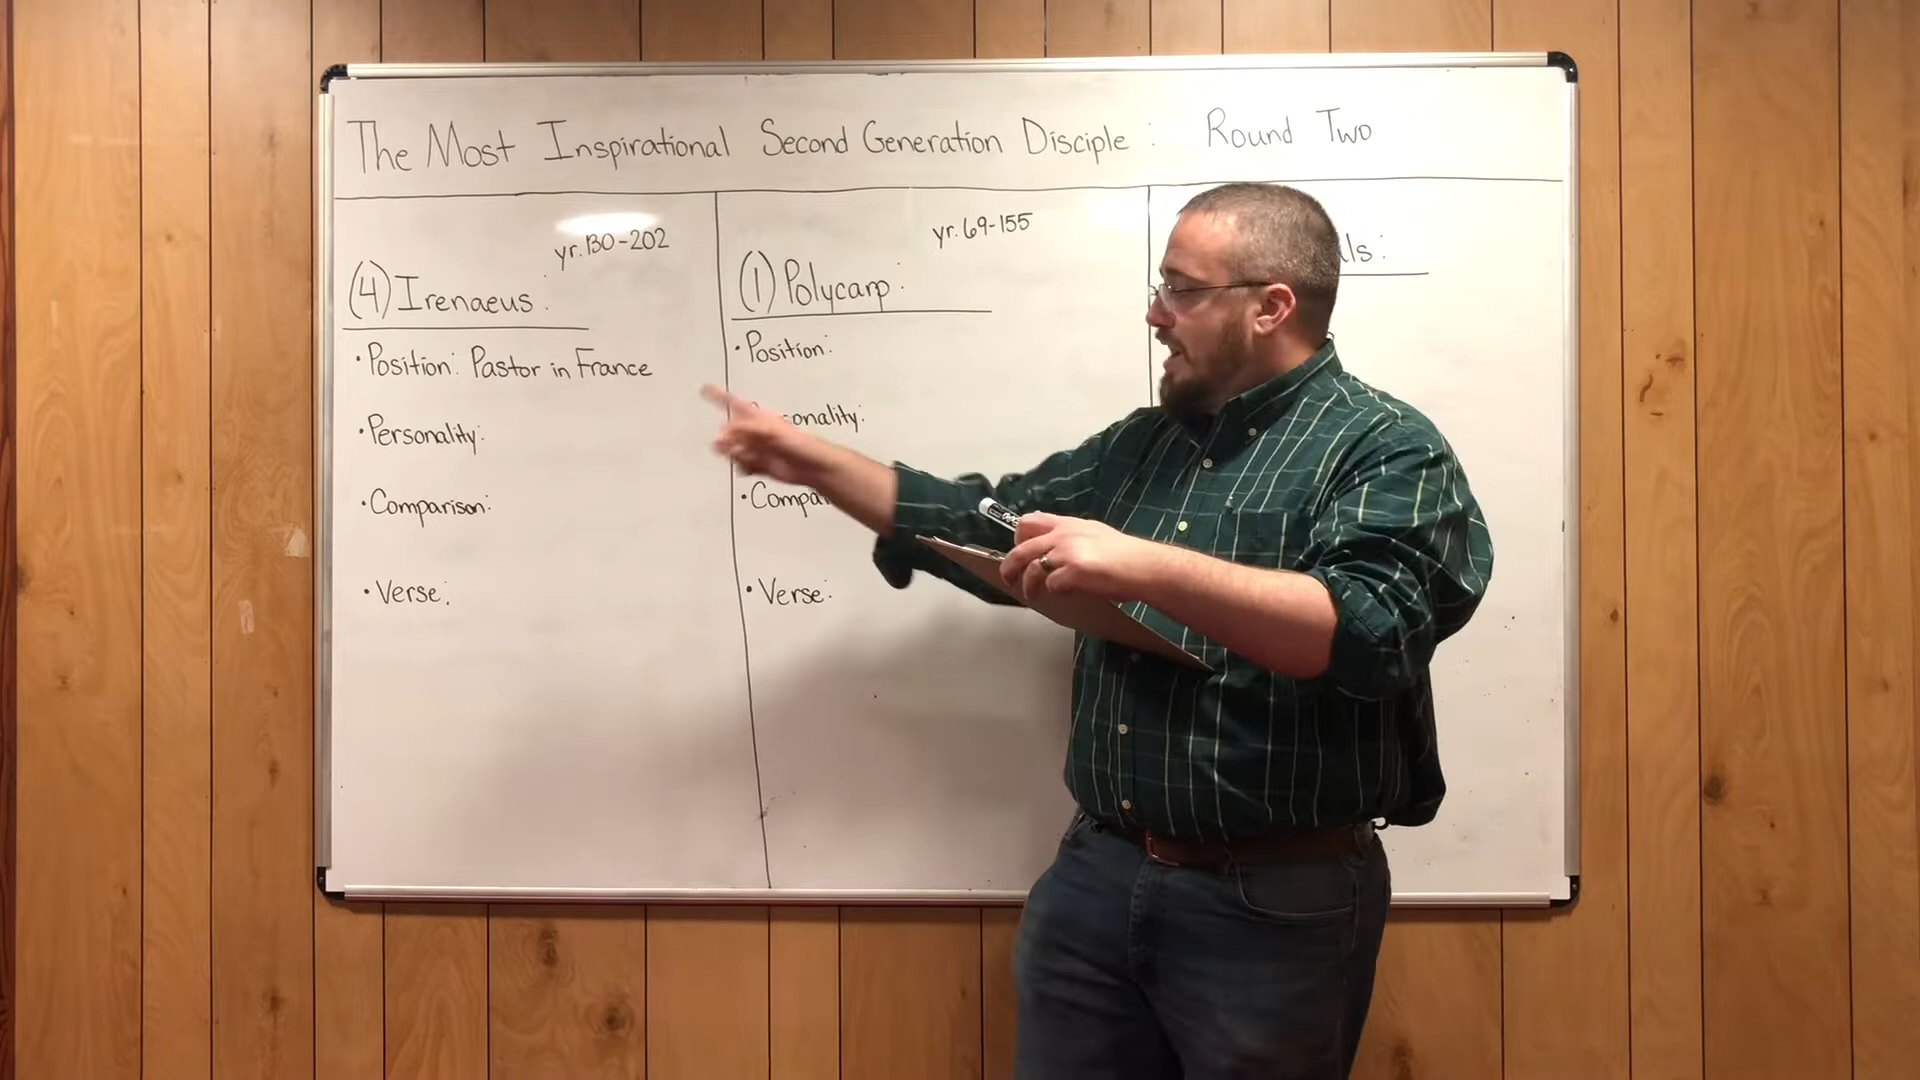 The Most Inspirational Second Generation Disciple: Round Two
yr. 130-202
(4) Irenaeus:
• Position: Pastor in France
• Personality:
• Comparison:
• Verse:
yr. 69-155
(1) Polycarp:
• Position:
• Verse: